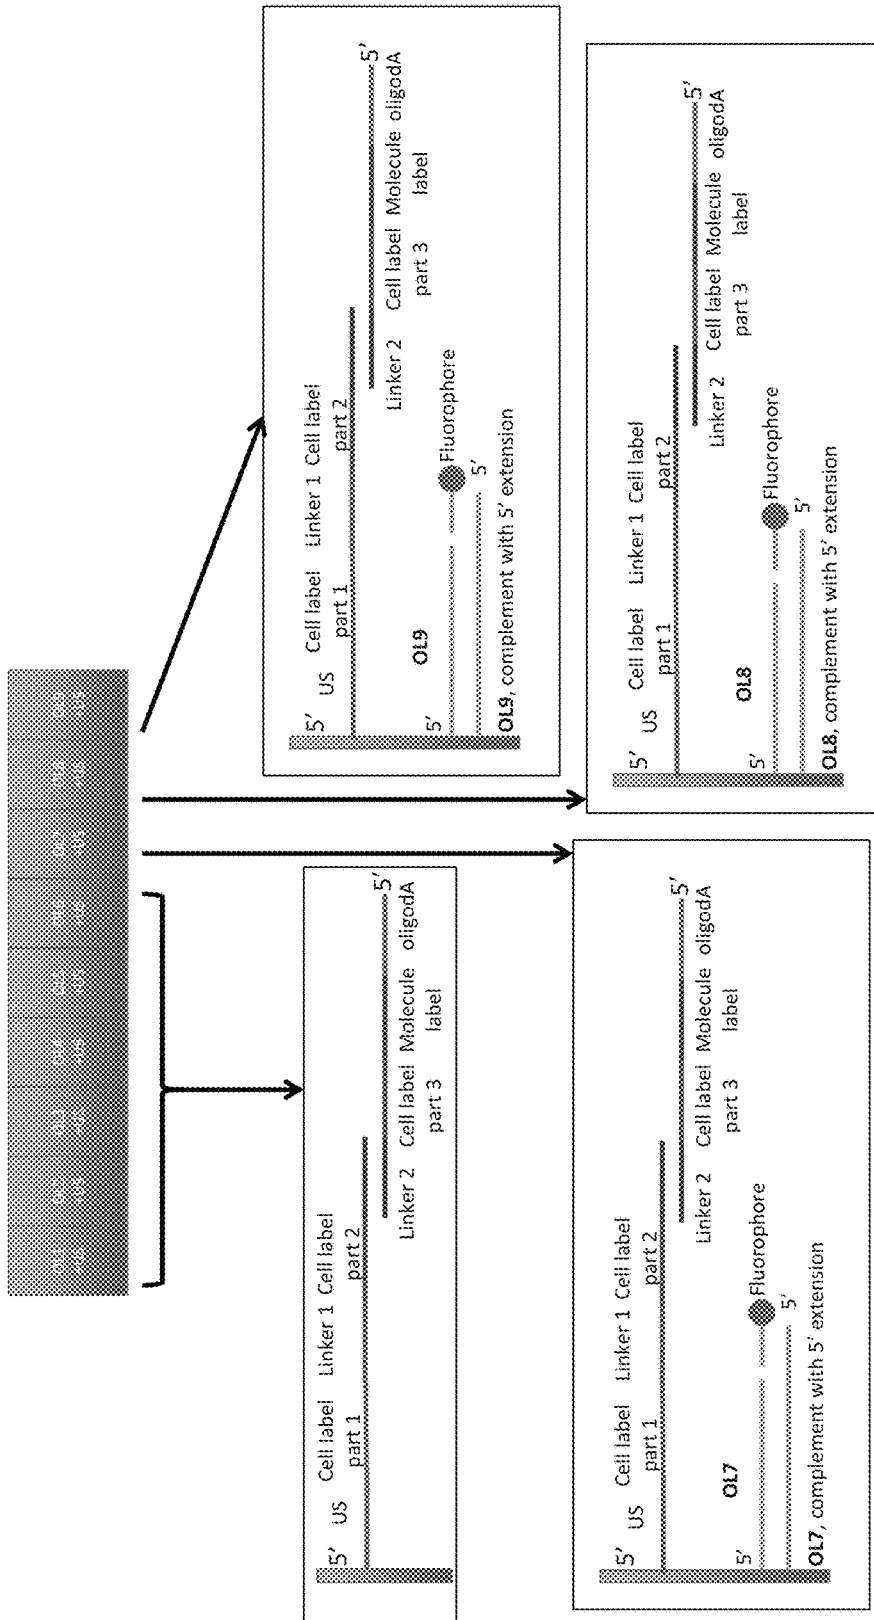 5′ US Cell label part 1 Linker 1 Cell label part 2
Linker 2 Cell label part 3 Molecule label oligodA 5′
5′ US Cell label part 1 Linker 1 Cell label part 2
Linker 2 Cell label part 3 Molecule label oligodA 5′
5′ OL7 Fluorophore
5′
OL7, complement with 5′ extension
5′ US Cell label part 1 Linker 1 Cell label part 2
Linker 2 Cell label part 3 Molecule label oligodA 5′
5′ OL9 Fluorophore
5′
OL9, complement with 5′ extension
5′ US Cell label part 1 Linker 1 Cell label part 2
Linker 2 Cell label part 3 Molecule label oligodA 5′
5′ OL8 Fluorophore
5′
OL8, complement with 5′ extension